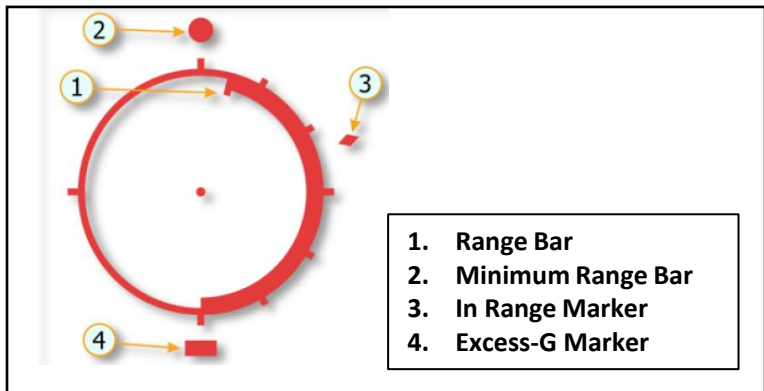 2
1
3
4
1. Range Bar
2. Minimum Range Bar
3. In Range Marker
4. Excess-G Marker